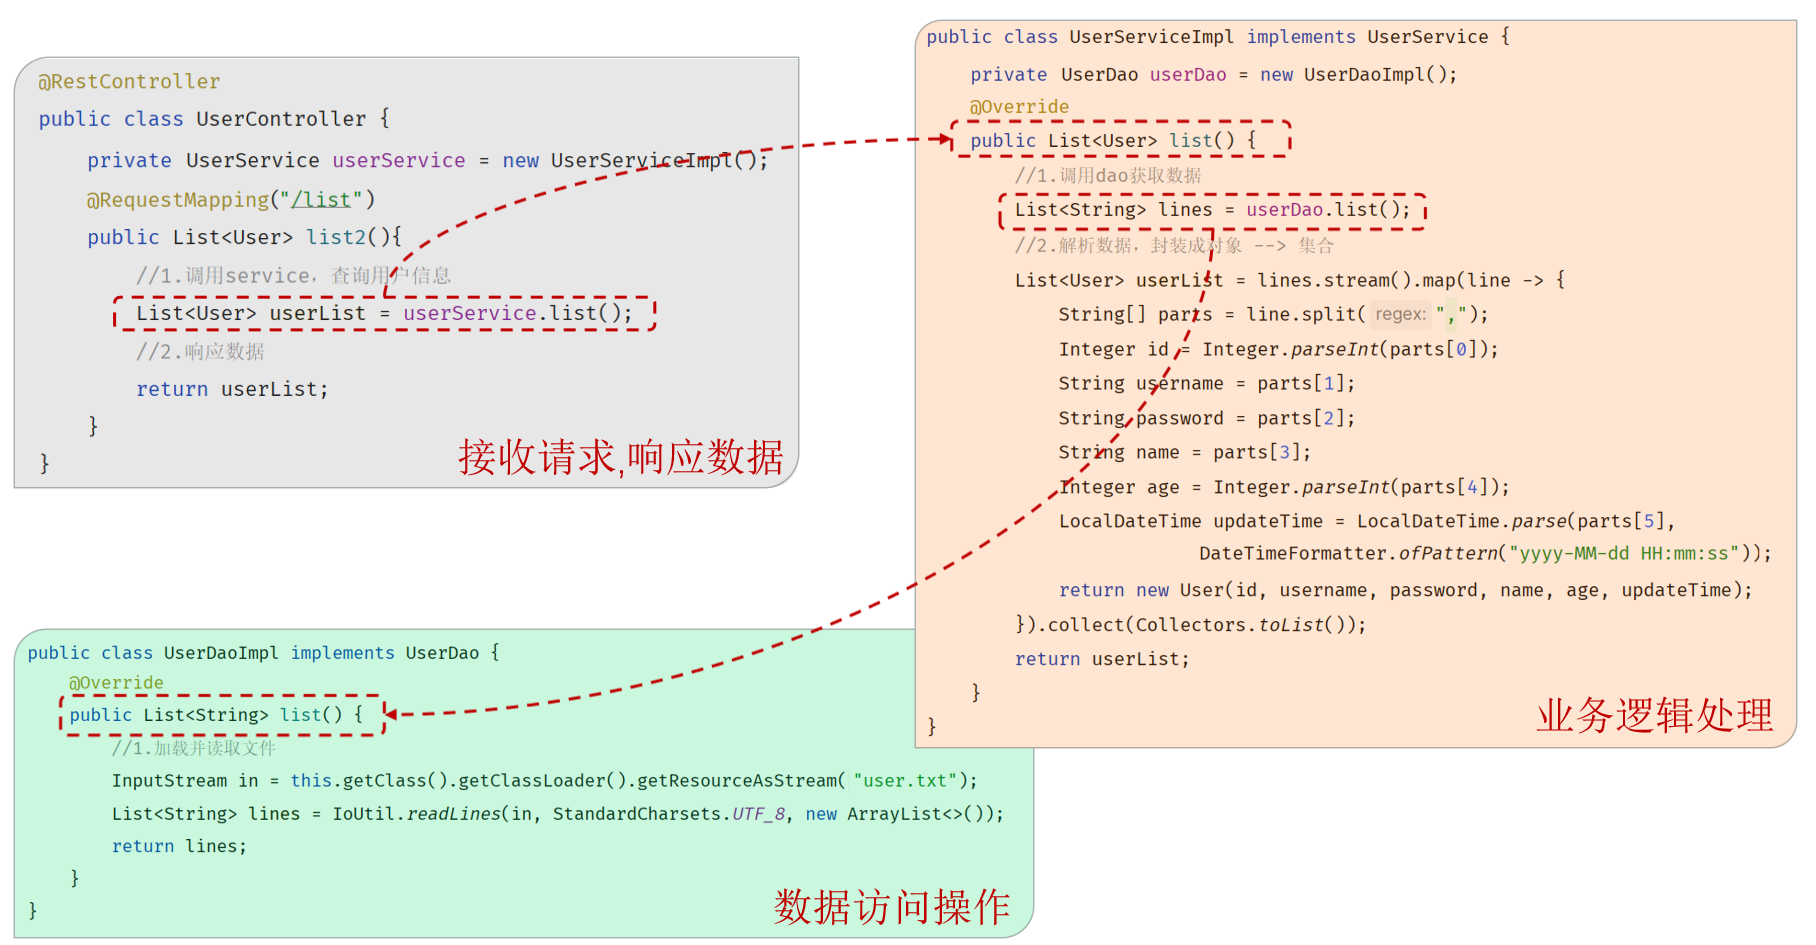 @RestController
public class UserController {
private UserService userService = new UserServiceImpl();
@RequestMapping("/list")
public List<User> list2(){
//1.调用service，查询用户信息
List<User> userList = userService.list();
//2.响应数据
return userList;
}
}
接收请求,响应数据
public class UserServiceImpl implements UserService {
private UserDao userDao = new UserDaoImpl();
@Override
public List<User> list() {
//1.调用dao获取数据
List<String> lines = userDao.list();
//2.解析数据，封装成对象 --> 集合
List<User> userList = lines.stream().map(line -> {
String[] parts = line.split( regex: ",");
Integer id = Integer.parseInt(parts[0]);
String username = parts[1];
String password = parts[2];
String name = parts[3];
Integer age = Integer.parseInt(parts[4]);
LocalDateTime updateTime = LocalDateTime.parse(parts[5],
DateTimeFormatter.ofPattern("yyyy-MM-dd HH:mm:ss"));
return new User(id, username, password, name, age, updateTime);
}).collect(Collectors.toList());
return userList;
}
}
业务逻辑处理
public class UserDaoImpl implements UserDao {
@Override
public List<String> list() {
//1.加载并读取文件
InputStream in = this.getClass().getClassLoader().getResourceAsStream("user.txt");
List<String> lines = IoUtil.readLines(in, StandardCharsets.UTF_8, new ArrayList<>());
return lines;
}
}
数据访问操作